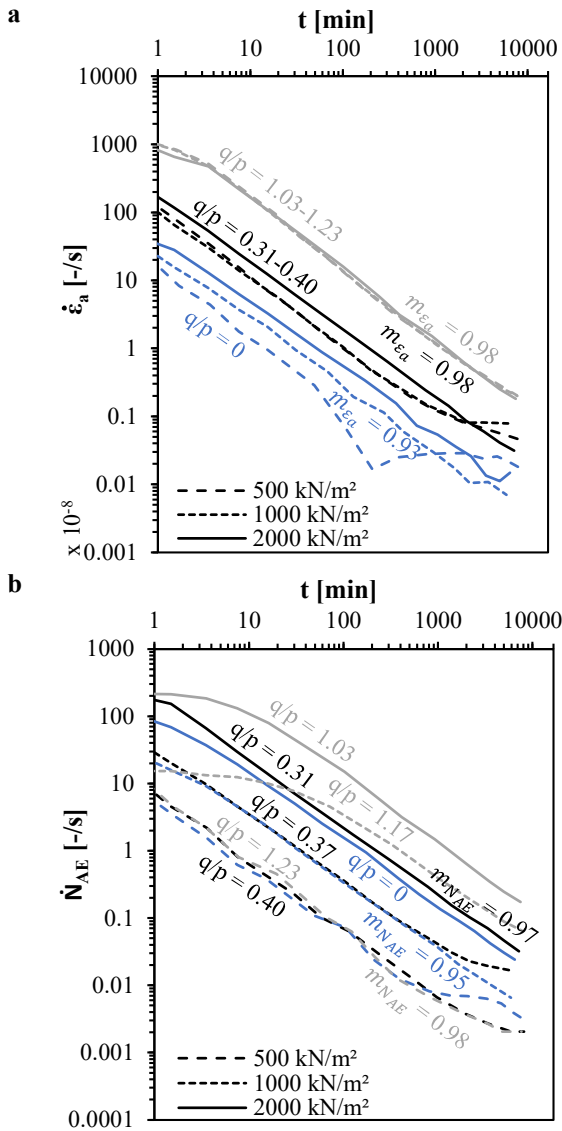 a
t [min]
1 10 100 1000 10000
10000
1000
100
10
1
0.1
0.01
0.001
ε̇a [-/s]
x 10⁻⁸
q/p = 1.03-1.23
q/p = 0.31-0.40
q/p = 0
mεa = 0.98
mεa = 0.98
mεa = 0.93
500 kN/m²
1000 kN/m²
2000 kN/m²
b
t [min]
1 10 100 1000 10000
1000
100
10
1
0.1
0.01
0.001
0.0001
ṄAE [-/s]
q/p = 1.03
q/p = 0.31
q/p = 1.17
q/p = 0.37
q/p = 0
q/p = 1.23
q/p = 0.40
mNAE = 0.97
mNAE = 0.95
mNAE = 0.98
500 kN/m²
1000 kN/m²
2000 kN/m²